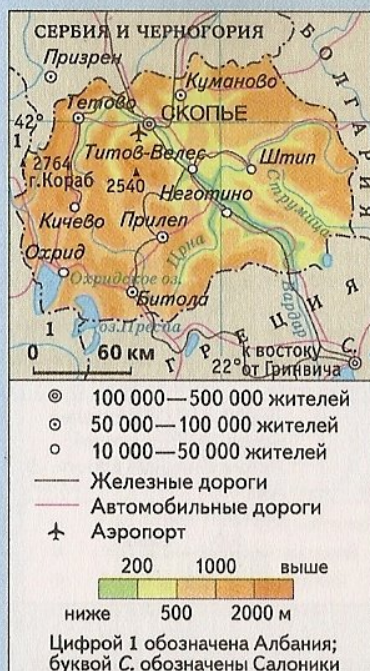 СЕРБИЯ И ЧЕРНОГОРИЯ
Призрен
БОЛГАРИЯ
Куманово
Тетово
42°
СКОПЬЕ
1
Титов-Велес
Штип
2764
г.Кораб
2540
Неготино
Струмица
Кичево
Прилеп
Црна
Охрид
Охридское оз.
Битола
Вардар
1
оз.Преспа
ГРЕЦИЯ
С.
0 60 км
к востоку
22° от Гринвича
100 000—500 000 жителей
50 000—100 000 жителей
10 000—50 000 жителей
Железные дороги
Автомобильные дороги
Аэропорт
200 1000 выше
ниже 500 2000 м
Цифрой 1 обозначена Албания;
буквой С. обозначены Салоники